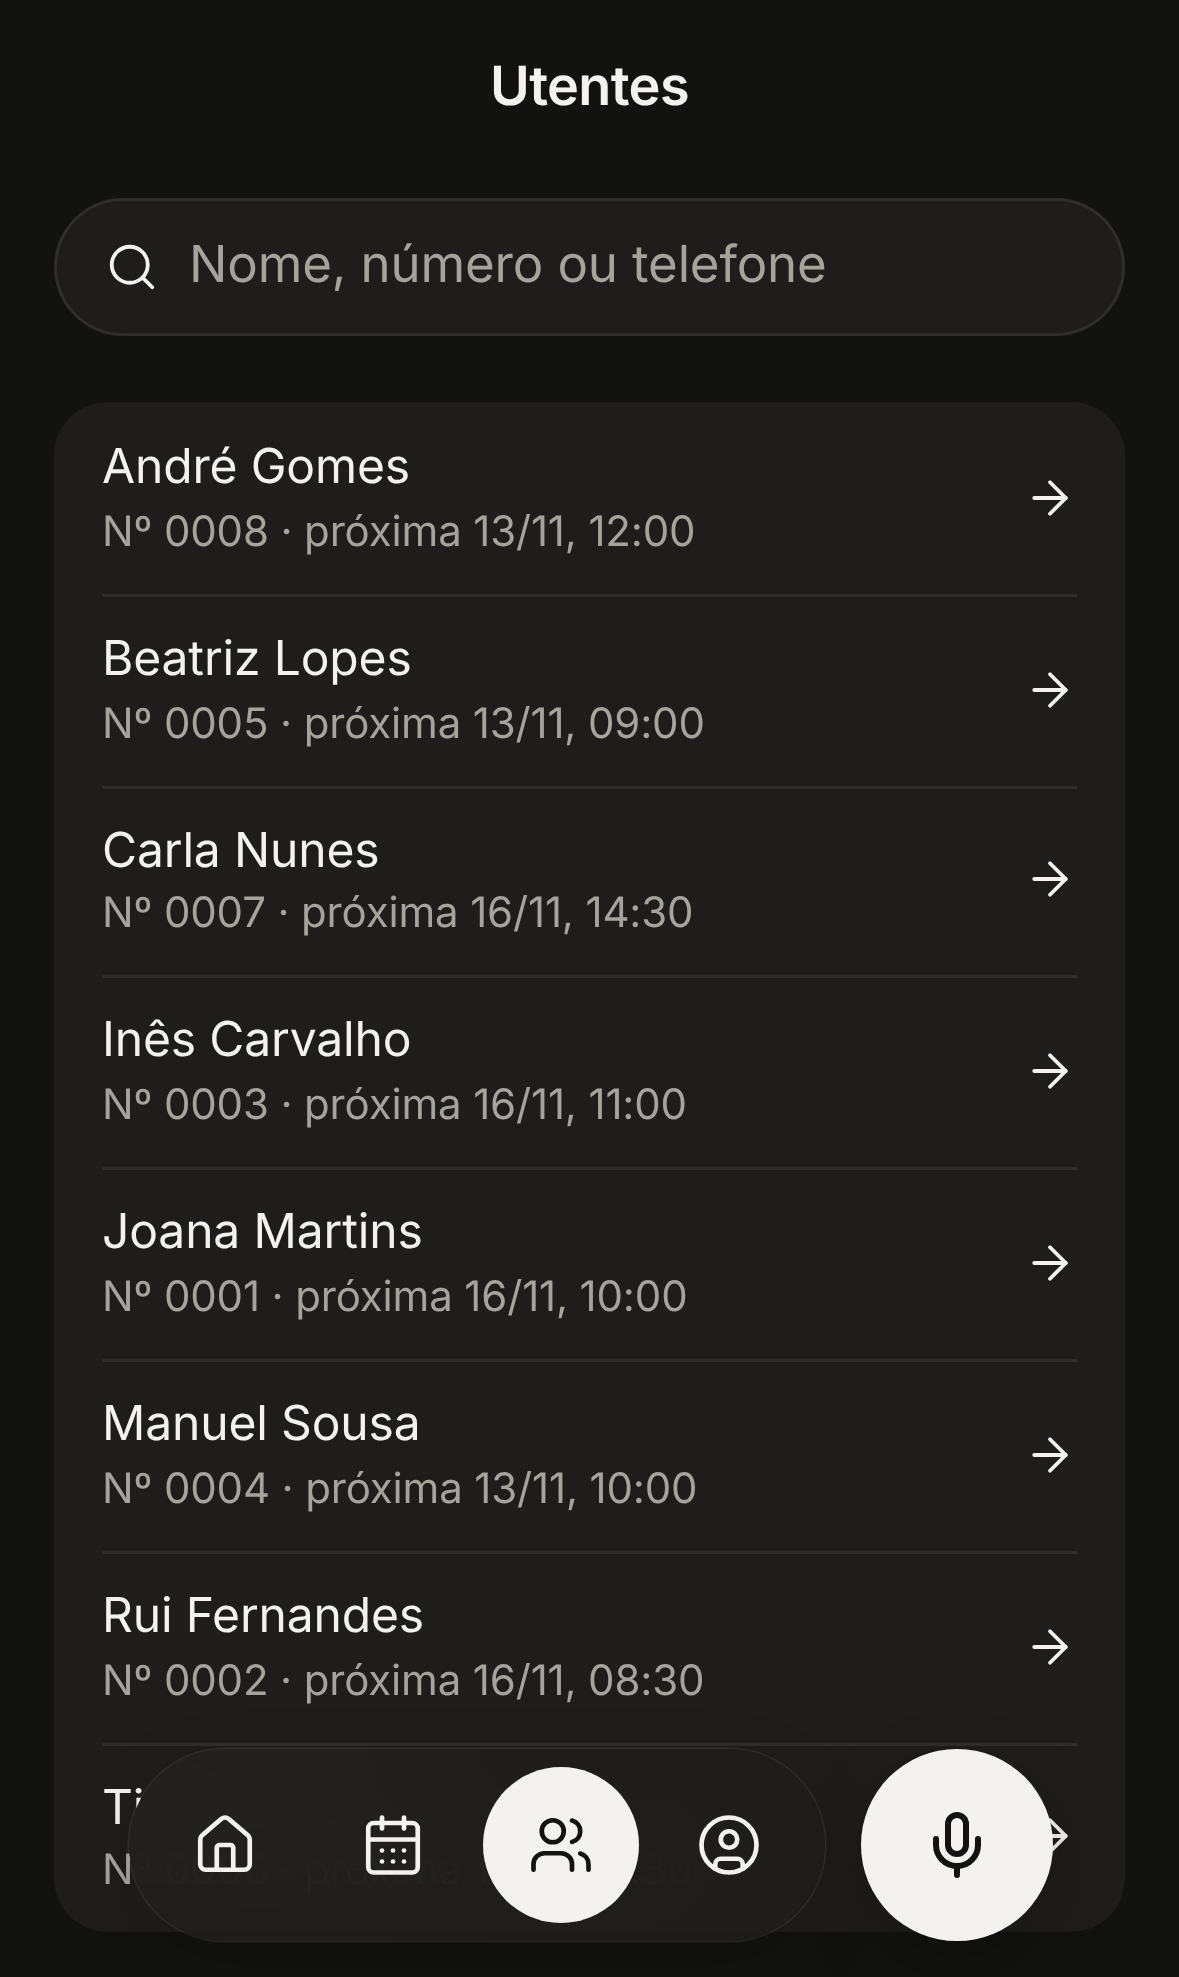 Utentes
Nome, número ou telefone
André Gomes
Nº 0008 · próxima 13/11, 12:00
Beatriz Lopes
Nº 0005 · próxima 13/11, 09:00
Carla Nunes
Nº 0007 · próxima 16/11, 14:30
Inês Carvalho
Nº 0003 · próxima 16/11, 11:00
Joana Martins
Nº 0001 · próxima 16/11, 10:00
Manuel Sousa
Nº 0004 · próxima 13/11, 10:00
Rui Fernandes
Nº 0002 · próxima 16/11, 08:30